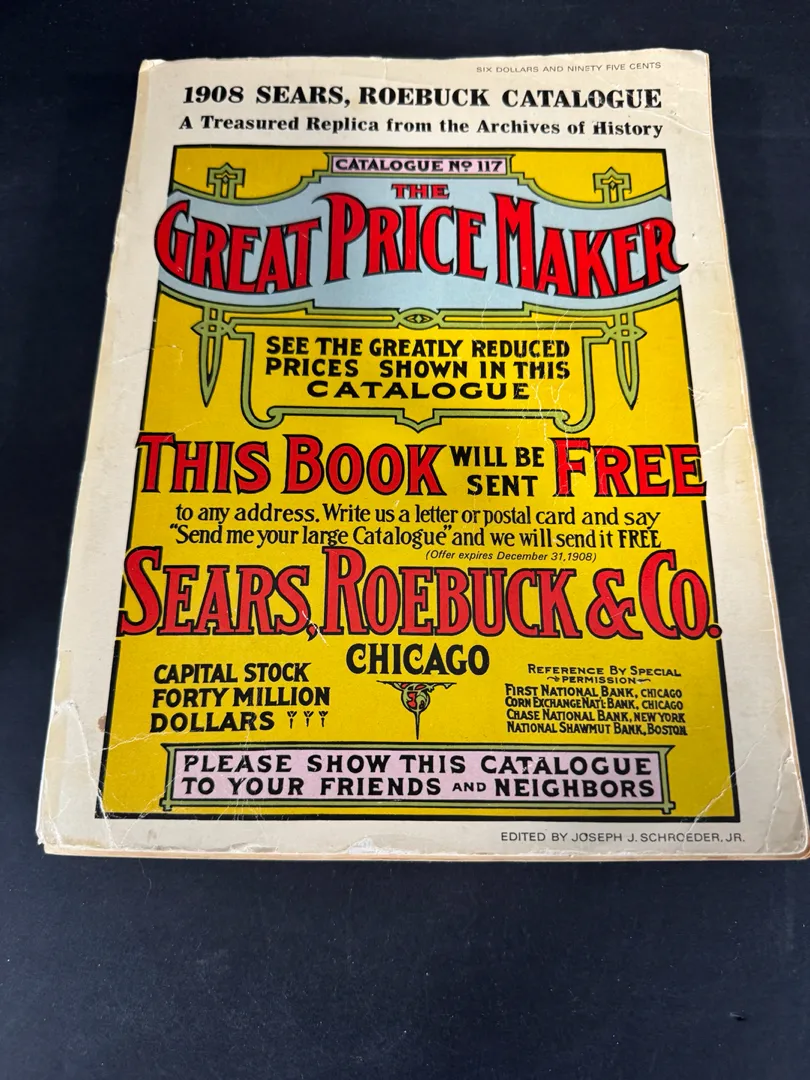 SIX DOLLARS AND NINETY FIVE CENTS
1908 SEARS, ROEBUCK CATALOGUE
A Treasured Replica from the Archives of History
CATALOGUE Nº 117
THE
GREAT PRICE MAKER
SEE THE GREATLY REDUCED
PRICES SHOWN IN THIS
CATALOGUE
THIS BOOK WILL BE SENT FREE
to any address. Write us a letter or postal card and say
"Send me your large Catalogue" and we will send it FREE
(Offer expires December 31, 1908)
SEARS, ROEBUCK & CO.
CHICAGO
CAPITAL STOCK
FORTY MILLION
DOLLARS
REFERENCE BY SPECIAL
PERMISSION
FIRST NATIONAL BANK, CHICAGO
CORN EXCHANGE NAT'L BANK, CHICAGO
CHASE NATIONAL BANK, NEW YORK
NATIONAL SHAWMUT BANK, BOSTON
PLEASE SHOW THIS CATALOGUE
TO YOUR FRIENDS AND NEIGHBORS
EDITED BY JOSEPH J. SCHROEDER, JR.